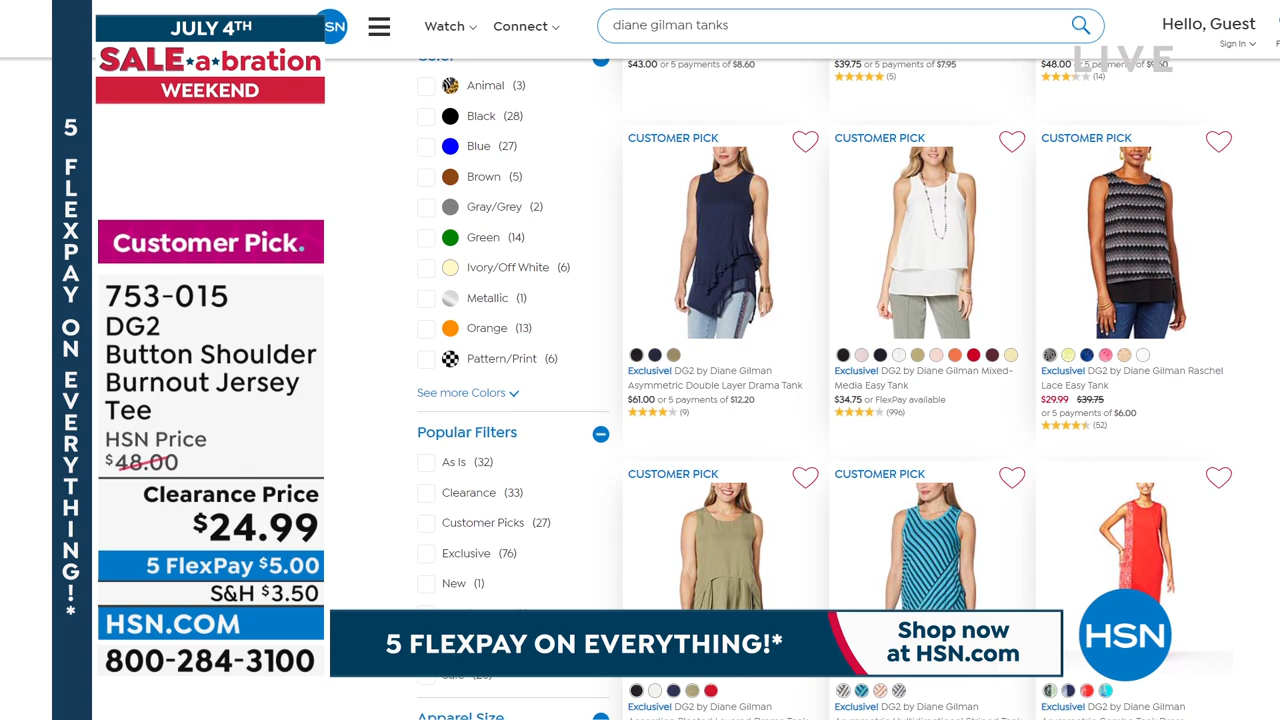 5 FLEXPAY ON EVERYTHING!*
JULY 4TH
SALE★a★bration
WEEKEND
Customer Pick.
753-015
DG2
Button Shoulder
Burnout Jersey
Tee
HSN Price
$48.00
Clearance Price
$24.99
5 FlexPay $5.00
S&H $3.50
HSN.COM
800-284-3100
Watch
Connect
diane gilman tanks
Hello, Guest
Sign In
LIVE
Animal (3)
Black (28)
Blue (27)
Brown (5)
Gray/Grey (2)
Green (14)
Ivory/Off White (6)
Metallic (1)
Orange (13)
Pattern/Print (6)
See more Colors
Popular Filters
As Is (32)
Clearance (33)
Customer Picks (27)
Exclusive (76)
New (1)
Apparel Size
$43.00 or 5 payments of $8.60
$39.75 or 5 payments of $7.95
(5)
$48.00 or 5 payments of $9.60
(14)
CUSTOMER PICK
Exclusive! DG2 by Diane Gilman
Asymmetric Double Layer Drama Tank
$61.00 or 5 payments of $12.20
(9)
CUSTOMER PICK
Exclusive! DG2 by Diane Gilman Mixed-
Media Easy Tank
$34.75 or FlexPay available
(996)
CUSTOMER PICK
Exclusive! DG2 by Diane Gilman Raschel
Lace Easy Tank
$29.99 $39.75
or 5 payments of $6.00
(52)
CUSTOMER PICK
Exclusive! DG2 by Diane Gilman
CUSTOMER PICK
Exclusive! DG2 by Diane Gilman
Exclusive! DG2 by Diane Gilman
5 FLEXPAY ON EVERYTHING!*
Shop now
at HSN.com
HSN